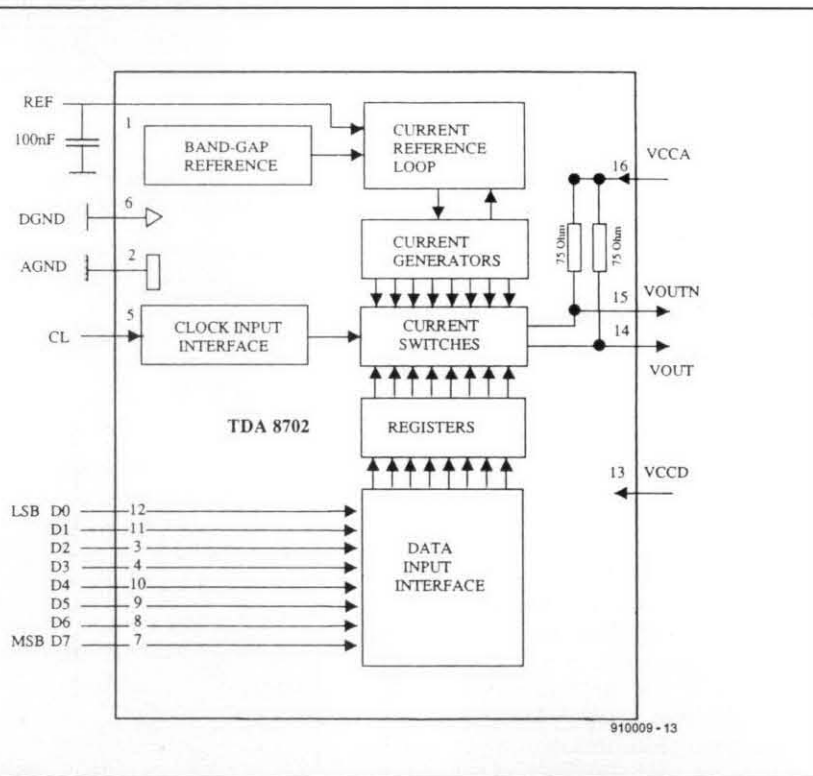 REF
1
100nF
BAND-GAP
REFERENCE
CURRENT
REFERENCE
LOOP
16
VCCA
6
DGND
2
AGND
CURRENT
GENERATORS
75 Ohm
75 Ohm
15
VOUTN
5
CL
CLOCK INPUT
INTERFACE
CURRENT
SWITCHES
14
VOUT
TDA 8702
REGISTERS
13
VCCD
LSB D0 12
D1 11
D2 3
D3 4
D4 10
D5 9
D6 8
MSB D7 7
DATA
INPUT
INTERFACE
910009 - 13